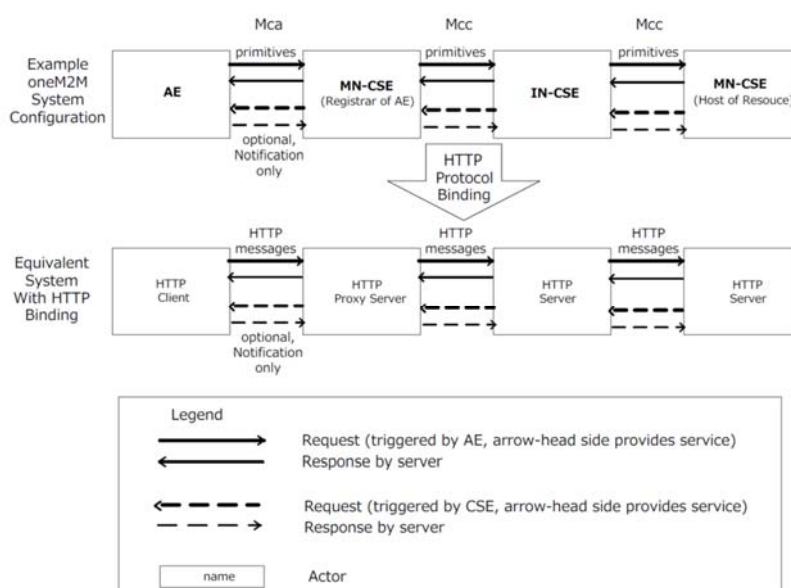 Mca
Mcc
Mcc
Example
oneM2M
System
Configuration
AE
primitives
optional,
Notification
only
MN-CSE
(Registrar of AE)
primitives
IN-CSE
primitives
MN-CSE
(Host of Resouce)
HTTP
Protocol
Binding
Equivalent
System
With HTTP
Binding
HTTP
Client
HTTP
messages
optional,
Notification
only
HTTP
Proxy Server
HTTP
messages
HTTP
Server
HTTP
messages
HTTP
Server
Legend
Request (triggered by AE, arrow-head side provides service)
Response by server
Request (triggered by CSE, arrow-head side provides service)
Response by server
name
Actor